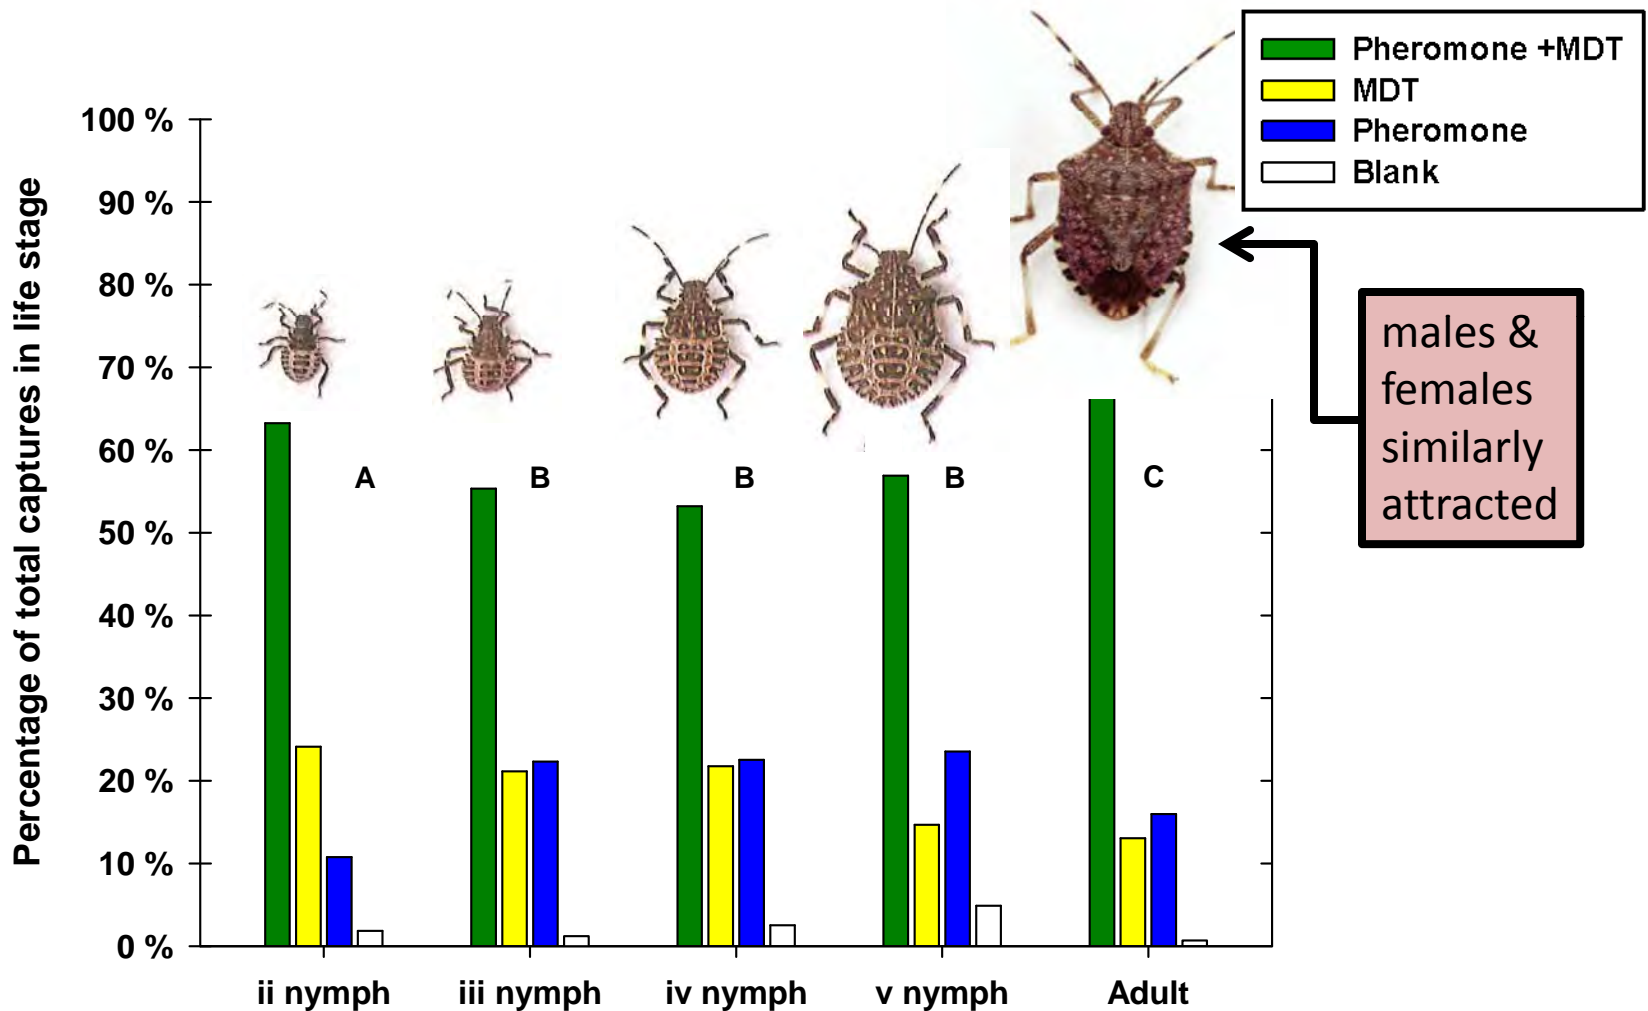 Pheromone +MDT
MDT
Pheromone
Blank
Percentage of total captures in life stage
100 %
90 %
80 %
70 %
60 %
50 %
40 %
30 %
20 %
10 %
0 %
A
B
B
B
C
males &
females
similarly
attracted
ii nymph
iii nymph
iv nymph
v nymph
Adult